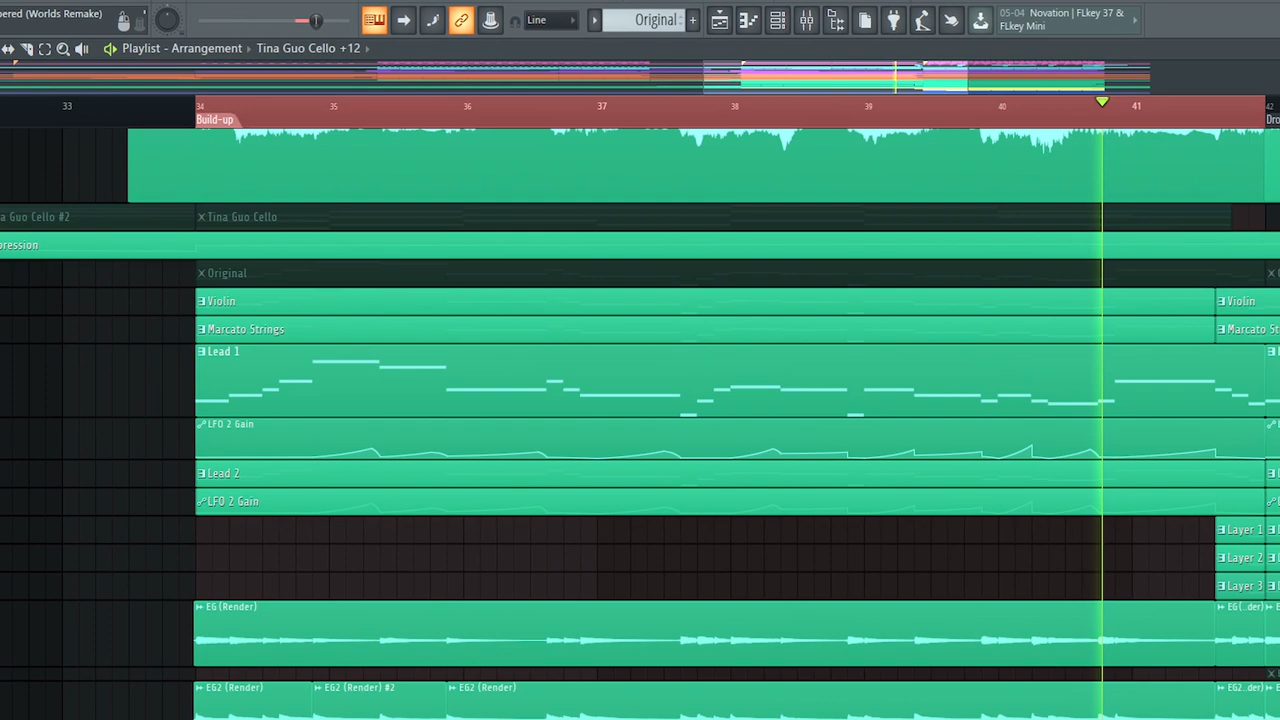 pered (Worlds Remake)
Line
Original
+
05-04 Novation | FLkey 37 &
FLkey Mini
Playlist - Arrangement › Tina Guo Cello +12 ›
33 34 35 36 37 38 39 40 41 42
Build-up
Dro
a Guo Cello #2
Tina Guo Cello
pression
Original
Violin
Violin
Marcato Strings
Marcato St
Lead 1
LFO 2 Gain
Lead 2
LFO 2 Gain
Layer 1
Layer 2
Layer 3
EG (Render)
EG(..der)
EG2 (Render)
EG2 (Render) #2
EG2 (Render)
EG2..der)